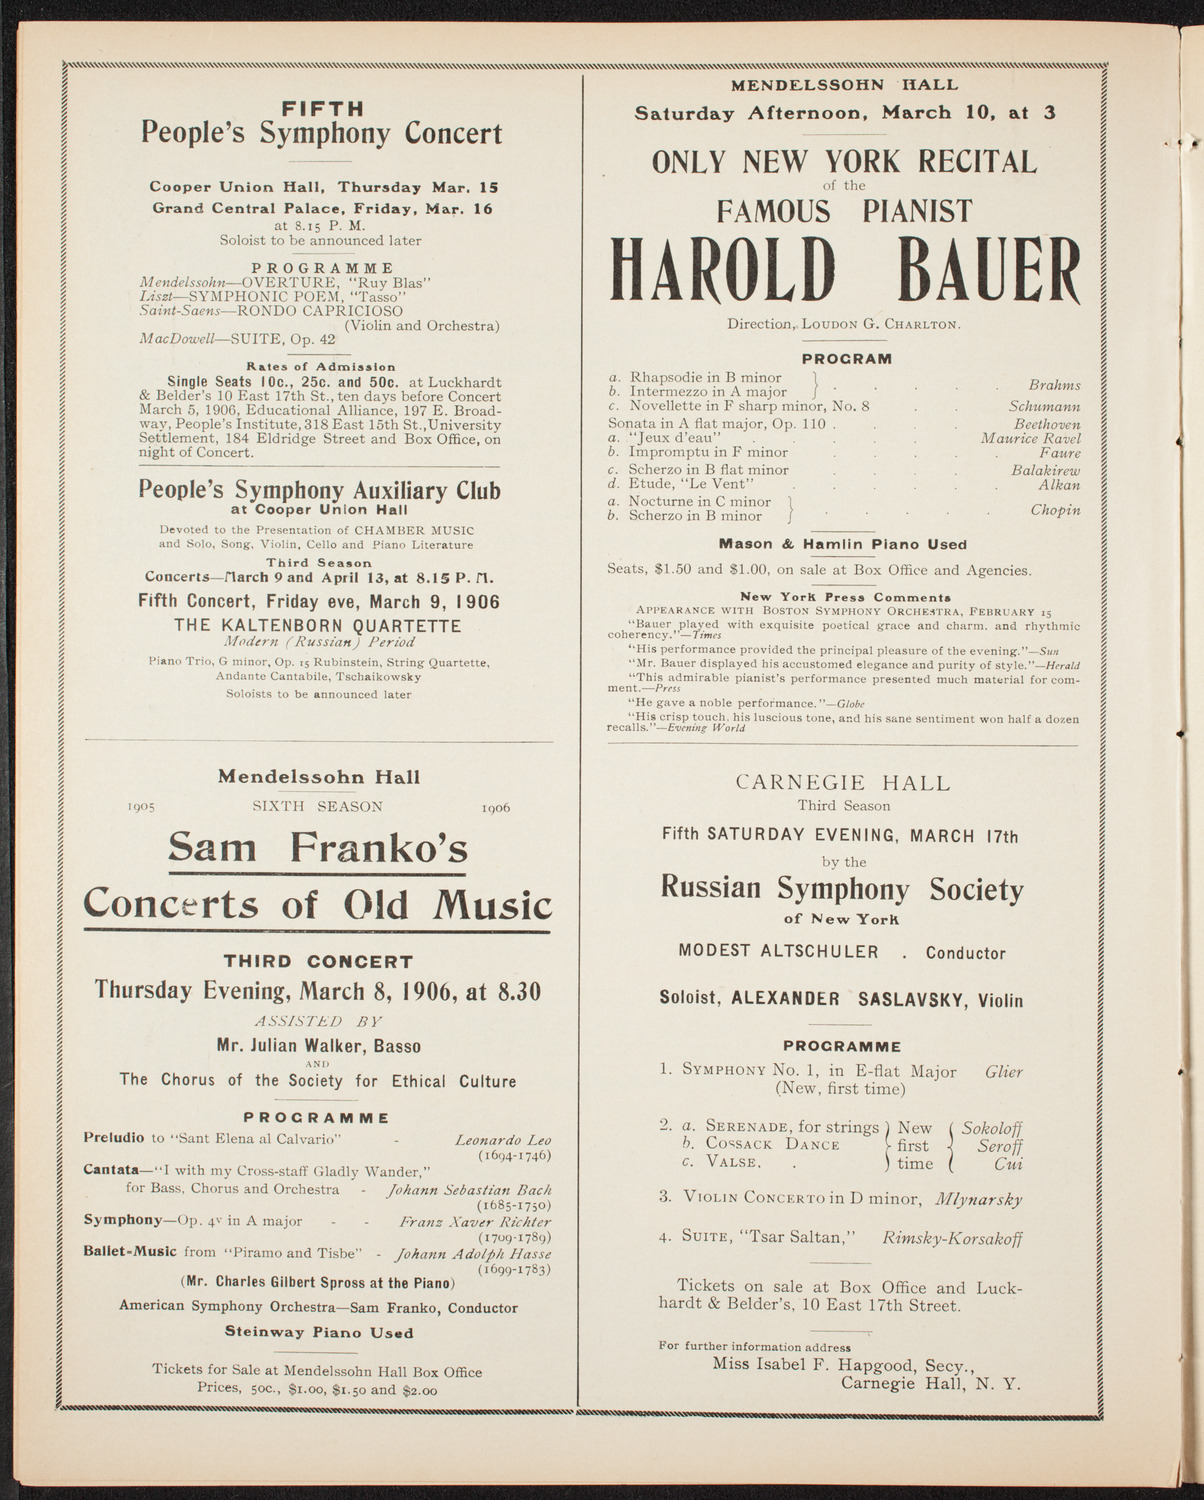 FIFTH
People's Symphony Concert
Cooper Union Hall, Thursday Mar. 15
Grand Central Palace, Friday, Mar. 16
at 8.15 P. M.
Soloist to be announced later
PROGRAMME
Mendelssohn—OVERTURE, "Ruy Blas"
Liszt—SYMPHONIC POEM, "Tasso"
Saint-Saens—RONDO CAPRICIOSO
(Violin and Orchestra)
MacDowell—SUITE, Op. 42
Rates of Admission
Single Seats 10c., 25c. and 50c. at Luckhardt
& Belder's 10 East 17th St., ten days before Concert
March 5, 1906, Educational Alliance, 197 E. Broad-
way, People's Institute, 318 East 15th St., University
Settlement, 184 Eldridge Street and Box Office, on
night of Concert.
People's Symphony Auxiliary Club
at Cooper Union Hall
Devoted to the Presentation of CHAMBER MUSIC
and Solo, Song, Violin, Cello and Piano Literature
Third Season
Concerts—March 9 and April 13, at 8.15 P. M.
Fifth Concert, Friday eve, March 9, 1906
THE KALTENBORN QUARTETTE
Modern (Russian) Period
Piano Trio, G minor, Op. 15 Rubinstein, String Quartette,
Andante Cantabile, Tschaikowsky
Soloists to be announced later
Mendelssohn Hall
1905 SIXTH SEASON 1906
Sam Franko's
Concerts of Old Music
THIRD CONCERT
Thursday Evening, March 8, 1906, at 8.30
ASSISTED BY
Mr. Julian Walker, Basso
AND
The Chorus of the Society for Ethical Culture
PROGRAMME
Preludio to "Sant Elena al Calvario" - Leonardo Leo
(1694-1746)
Cantata—"I with my Cross-staff Gladly Wander,"
for Bass, Chorus and Orchestra - Johann Sebastian Bach
(1685-1750)
Symphony—Op. 4v in A major - - Franz Xaver Richter
(1709-1789)
Ballet-Music from "Piramo and Tisbe" - Johann Adolph Hasse
(1699-1783)
(Mr. Charles Gilbert Spross at the Piano)
American Symphony Orchestra—Sam Franko, Conductor
Steinway Piano Used
Tickets for Sale at Mendelssohn Hall Box Office
Prices, 50c., $1.00, $1.50 and $2.00
MENDELSSOHN HALL
Saturday Afternoon, March 10, at 3
ONLY NEW YORK RECITAL
of the
FAMOUS PIANIST
HAROLD BAUER
Direction, LOUDON G. CHARLTON.
PROGRAM
a. Rhapsodie in B minor
b. Intermezzo in A major } . . . . Brahms
c. Novellette in F sharp minor, No. 8 . . Schumann
Sonata in A flat major, Op. 110 . . . . Beethoven
a. "Jeux d'eau" . . . . . Maurice Ravel
b. Impromptu in F minor . . . . . Faure
c. Scherzo in B flat minor . . . . Balakirew
d. Etude, "Le Vent" . . . . . Alkan
a. Nocturne in C minor
b. Scherzo in B minor } . . . . . Chopin
Mason & Hamlin Piano Used
Seats, $1.50 and $1.00, on sale at Box Office and Agencies.
New York Press Comments
APPEARANCE WITH BOSTON SYMPHONY ORCHESTRA, FEBRUARY 15
"Bauer played with exquisite poetical grace and charm. and rhythmic
coherency."—Times
"His performance provided the principal pleasure of the evening."—Sun
"Mr. Bauer displayed his accustomed elegance and purity of style."—Herald
"This admirable pianist's performance presented much material for com-
ment.—Press
"He gave a noble performance."—Globe
"His crisp touch, his luscious tone, and his sane sentiment won half a dozen
recalls."—Evening World
CARNEGIE HALL
Third Season
Fifth SATURDAY EVENING, MARCH 17th
by the
Russian Symphony Society
of New York
MODEST ALTSCHULER . Conductor
Soloist, ALEXANDER SASLAVSKY, Violin
PROGRAMME
1. SYMPHONY No. 1, in E-flat Major Glier
(New, first time)
2. a. SERENADE, for strings ) New ( Sokoloff
b. COSSACK DANCE } first { Seroff
c. VALSE, . ) time ( Cui
3. VIOLIN CONCERTO in D minor, Mlynarsky
4. SUITE, "Tsar Saltan," Rimsky-Korsakoff
Tickets on sale at Box Office and Luck-
hardt & Belder's, 10 East 17th Street.
For further information address
Miss Isabel F. Hapgood, Secy.,
Carnegie Hall, N. Y.